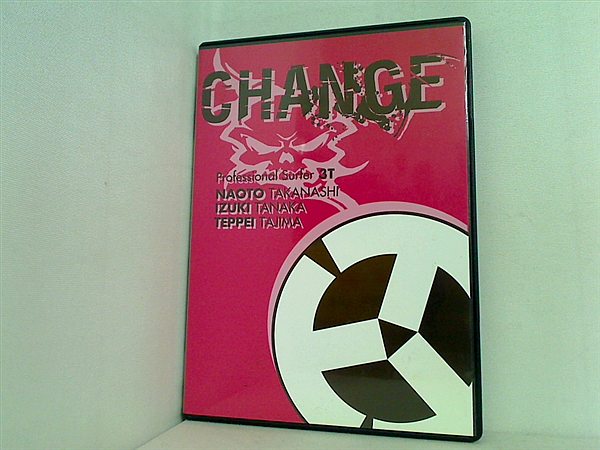 CHANGE
Professional Surfer 3T
NAOTO TAKANASHI
IZUKI TANAKA
TEPPEI TAJIMA